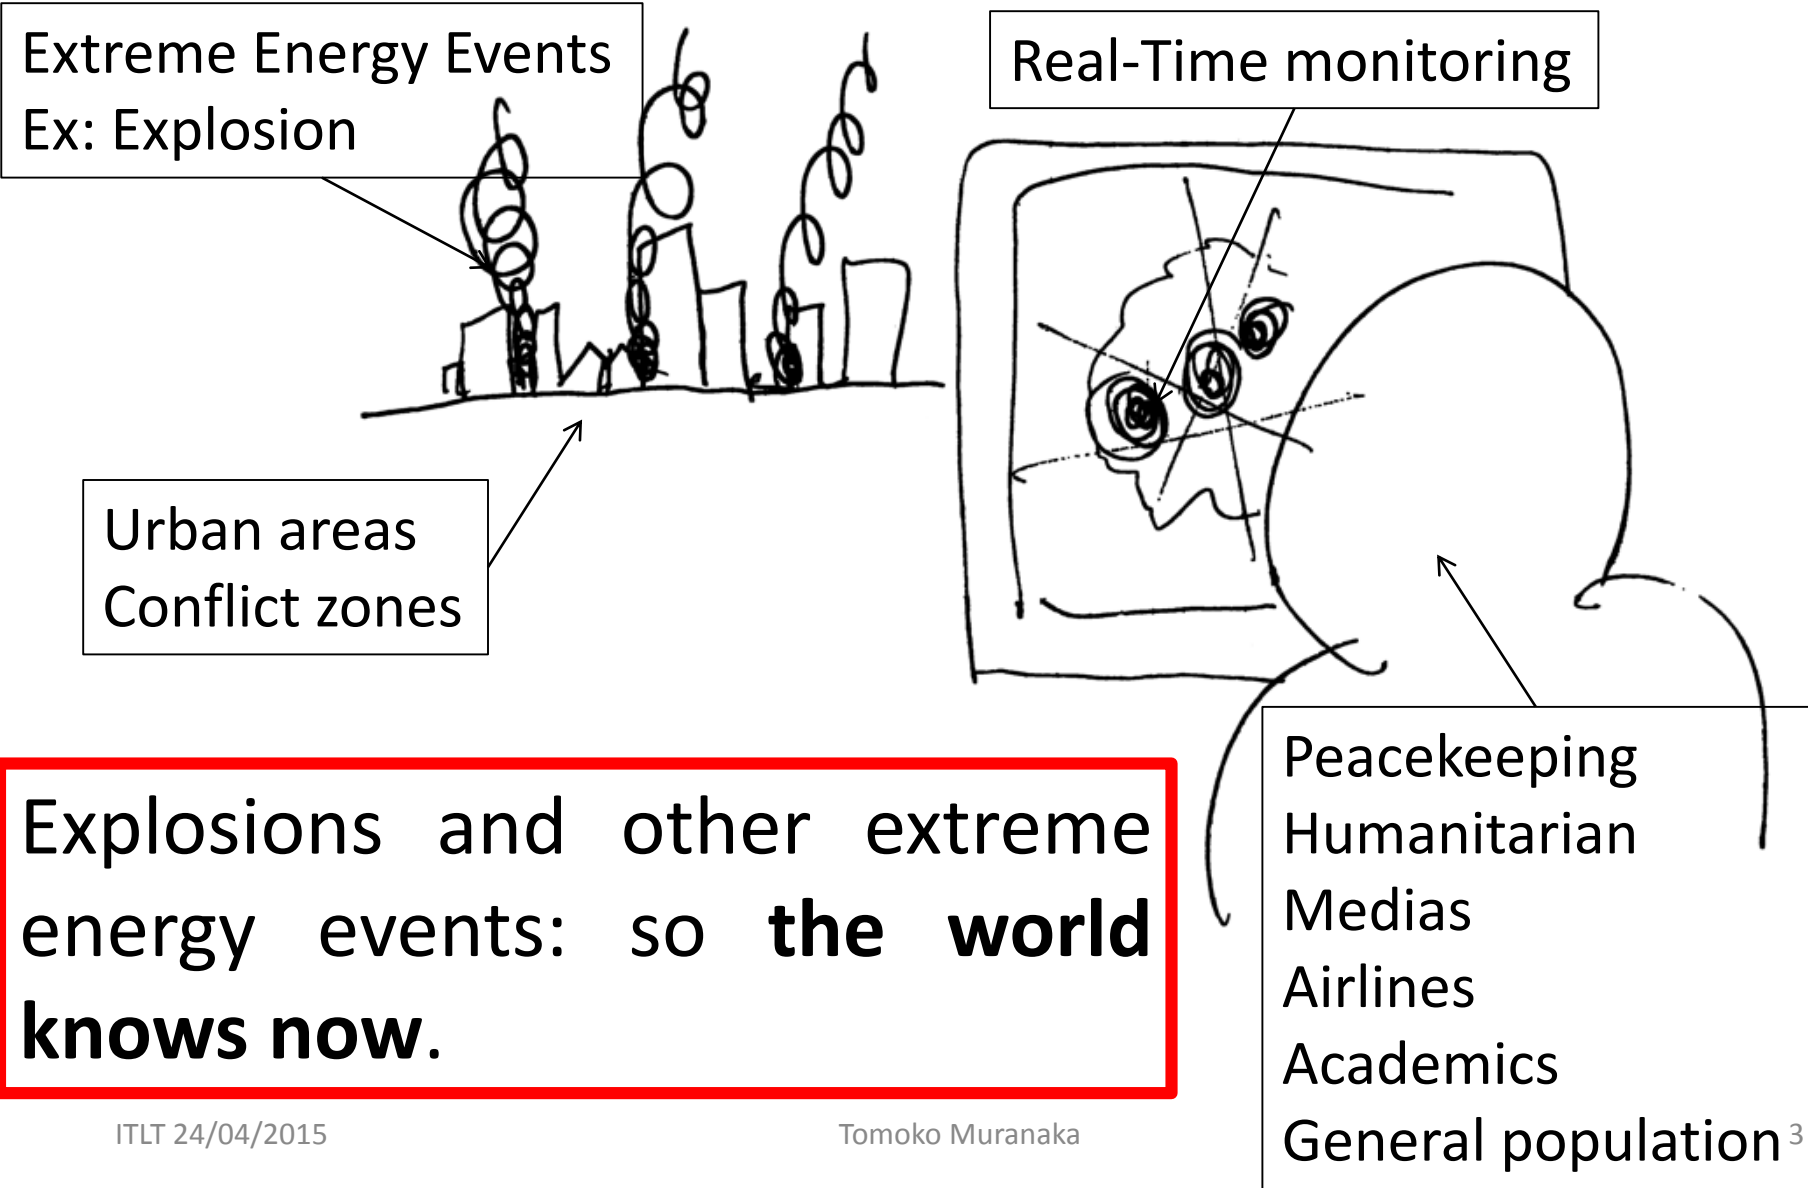 Extreme Energy Events
Ex: Explosion
Real-Time monitoring
Urban areas
Conflict zones
Explosions and other extreme
energy events: so the world
knows now.
Peacekeeping
Humanitarian
Medias
Airlines
Academics
General population
ITLT 24/04/2015
Tomoko Muranaka
3